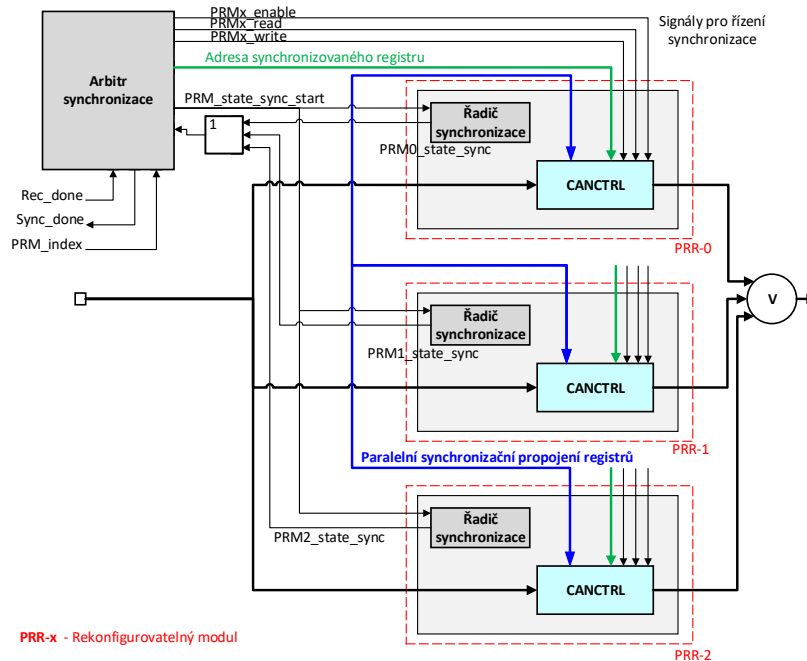 PRMx_enable
PRMx_read
PRMx_write
Signály pro řízení
synchronizace
Adresa synchronizovaného registru
Arbitr
synchronizace
PRM_state_sync_start
1
Řadič
synchronizace
PRM0_state_sync
CANCTRL
Rec_done
Sync_done
PRM_index
PRR-0
V
Řadič
synchronizace
PRM1_state_sync
CANCTRL
PRR-1
Paralelní synchronizační propojení registrů
Řadič
synchronizace
PRM2_state_sync
CANCTRL
PRR-x - Rekonfigurovatelný modul
PRR-2